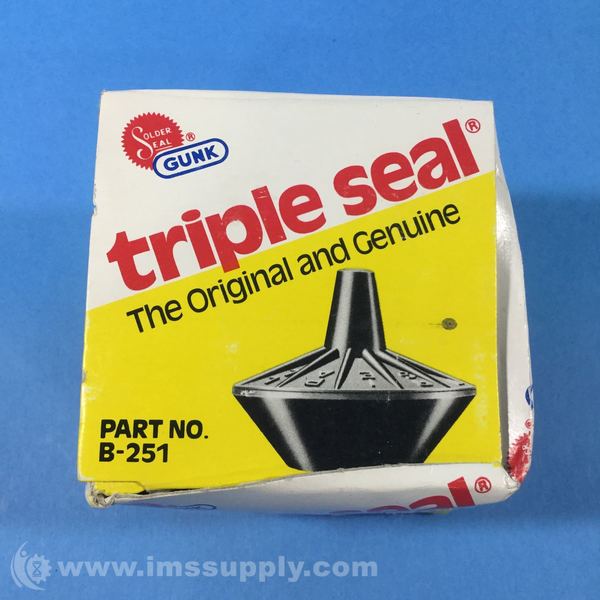 SOLDER
SEAL ®
GUNK
triple seal®
The Original and Genuine
PART NO.
B-251
seal®
www.imssupply.com